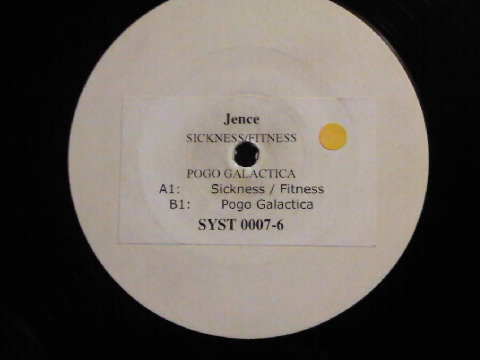 Jence
SICKNESS/FITNESS
POGO GALACTICA
A1: Sickness / Fitness
B1: Pogo Galactica
SYST 0007-6